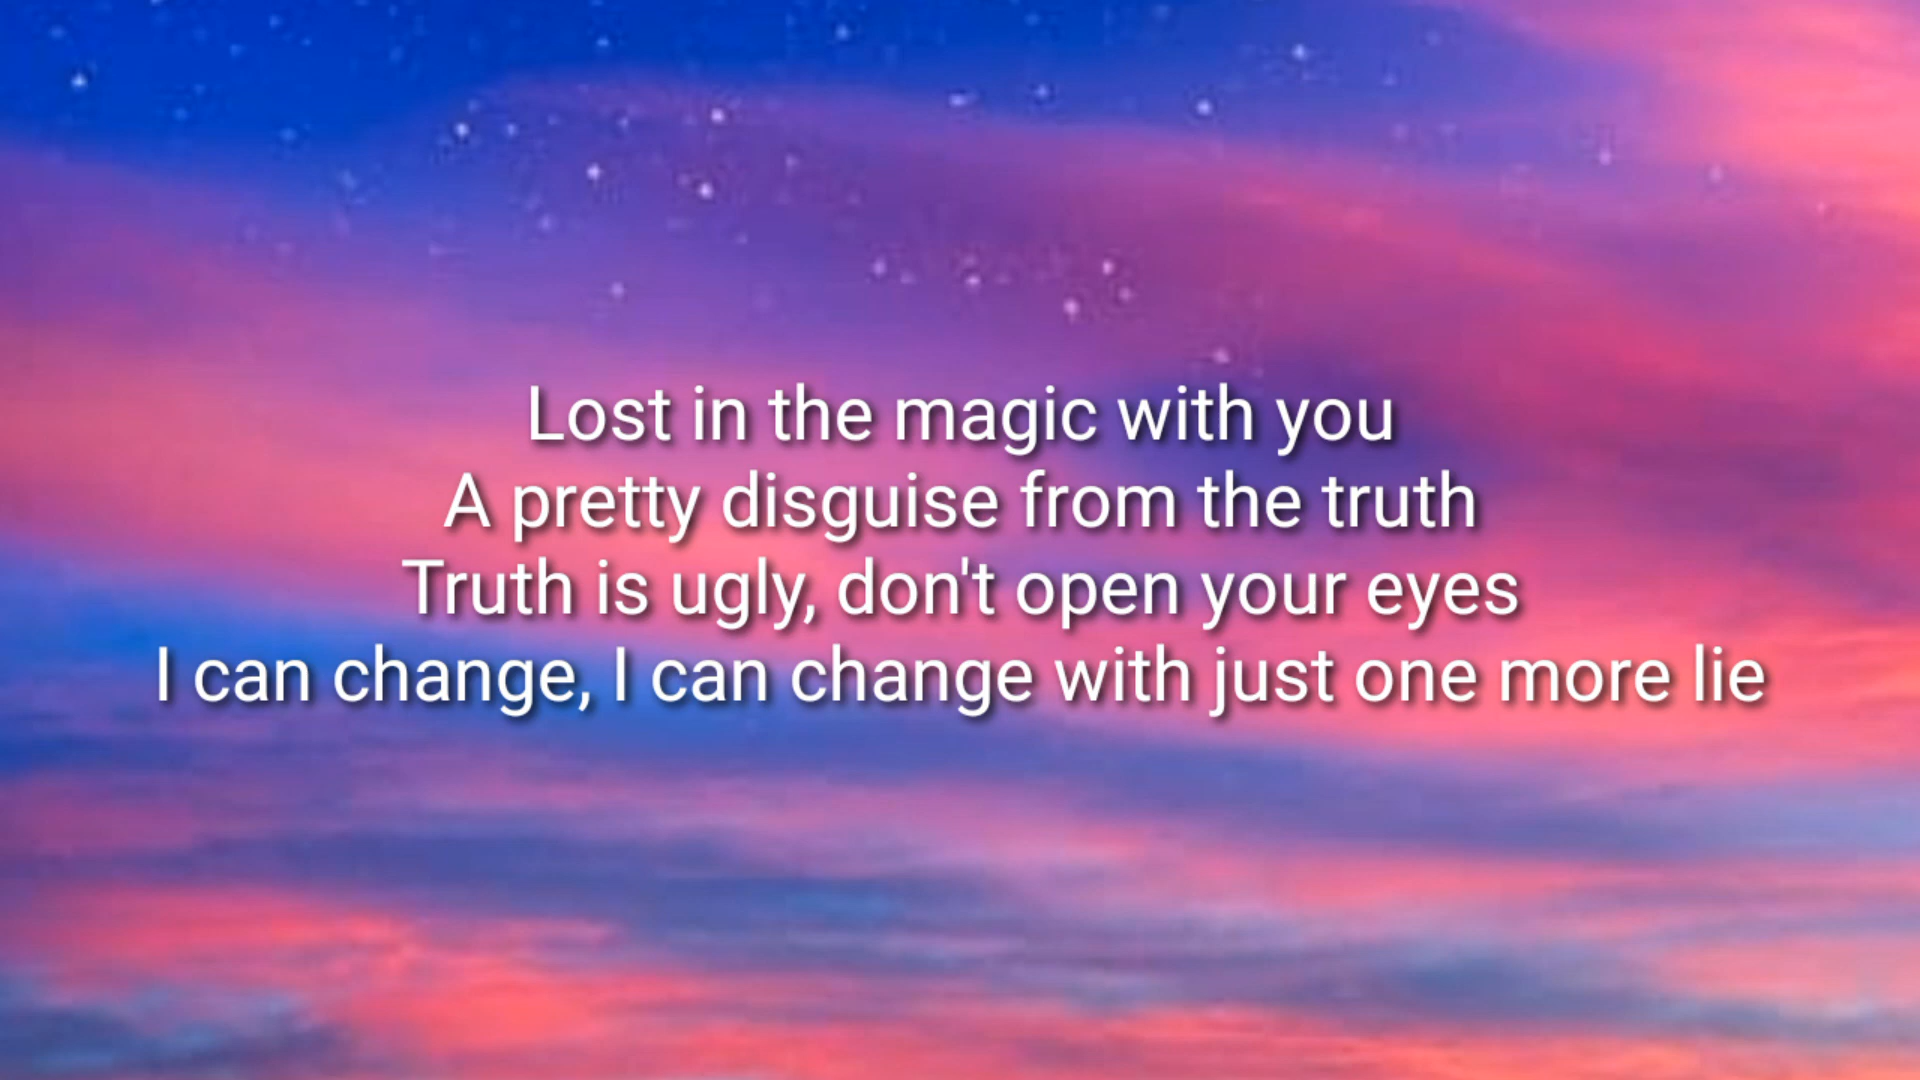 Lost in the magic with you
A pretty disguise from the truth
Truth is ugly, don't open your eyes
I can change, I can change with just one more lie